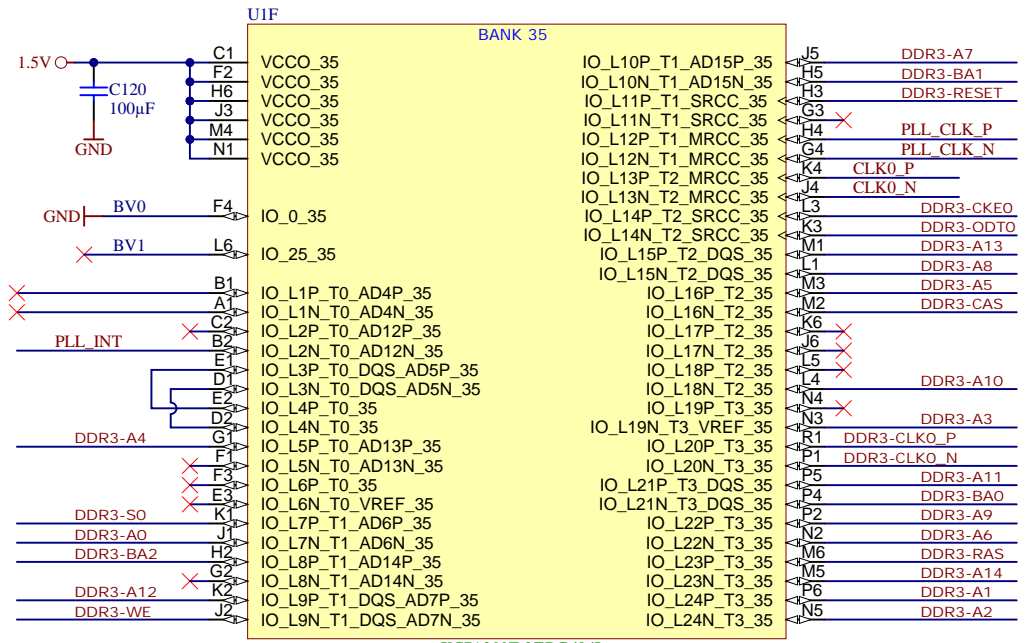 U1F
BANK 35
1.5V
C120
100µF
GND
C1 VCCO_35
F2 VCCO_35
H6 VCCO_35
J3 VCCO_35
M4 VCCO_35
N1 VCCO_35
GND BV0 F4 IO_0_35
BV1 L6 IO_25_35
B1 IO_L1P_T0_AD4P_35
A1 IO_L1N_T0_AD4N_35
C2 IO_L2P_T0_AD12P_35
PLL_INT B2 IO_L2N_T0_AD12N_35
E1 IO_L3P_T0_DQS_AD5P_35
D1 IO_L3N_T0_DQS_AD5N_35
E2 IO_L4P_T0_35
D2 IO_L4N_T0_35
DDR3-A4 G1 IO_L5P_T0_AD13P_35
F1 IO_L5N_T0_AD13N_35
F3 IO_L6P_T0_35
E3 IO_L6N_T0_VREF_35
DDR3-S0 K1 IO_L7P_T1_AD6P_35
DDR3-A0 J1 IO_L7N_T1_AD6N_35
DDR3-BA2 H2 IO_L8P_T1_AD14P_35
G2 IO_L8N_T1_AD14N_35
DDR3-A12 K2 IO_L9P_T1_DQS_AD7P_35
DDR3-WE J2 IO_L9N_T1_DQS_AD7N_35
IO_L10P_T1_AD15P_35 J5 DDR3-A7
IO_L10N_T1_AD15N_35 H5 DDR3-BA1
IO_L11P_T1_SRCC_35 H3 DDR3-RESET
IO_L11N_T1_SRCC_35 G3
IO_L12P_T1_MRCC_35 H4 PLL_CLK_P
IO_L12N_T1_MRCC_35 G4 PLL_CLK_N
IO_L13P_T2_MRCC_35 K4 CLK0_P
IO_L13N_T2_MRCC_35 J4 CLK0_N
IO_L14P_T2_SRCC_35 L3 DDR3-CKE0
IO_L14N_T2_SRCC_35 K3 DDR3-ODT0
IO_L15P_T2_DQS_35 M1 DDR3-A13
IO_L15N_T2_DQS_35 L1 DDR3-A8
IO_L16P_T2_35 M3 DDR3-A5
IO_L16N_T2_35 M2 DDR3-CAS
IO_L17P_T2_35 K6
IO_L17N_T2_35 J6
IO_L18P_T2_35 L5
IO_L18N_T2_35 L4 DDR3-A10
IO_L19P_T3_35 N4
IO_L19N_T3_VREF_35 N3 DDR3-A3
IO_L20P_T3_35 R1 DDR3-CLK0_P
IO_L20N_T3_35 P1 DDR3-CLK0_N
IO_L21P_T3_DQS_35 P5 DDR3-A11
IO_L21N_T3_DQS_35 P4 DDR3-BA0
IO_L22P_T3_35 P2 DDR3-A9
IO_L22N_T3_35 N2 DDR3-A6
IO_L23P_T3_35 M6 DDR3-RAS
IO_L23N_T3_35 M5 DDR3-A14
IO_L24P_T3_35 P6 DDR3-A1
IO_L24N_T3_35 N5 DDR3-A2